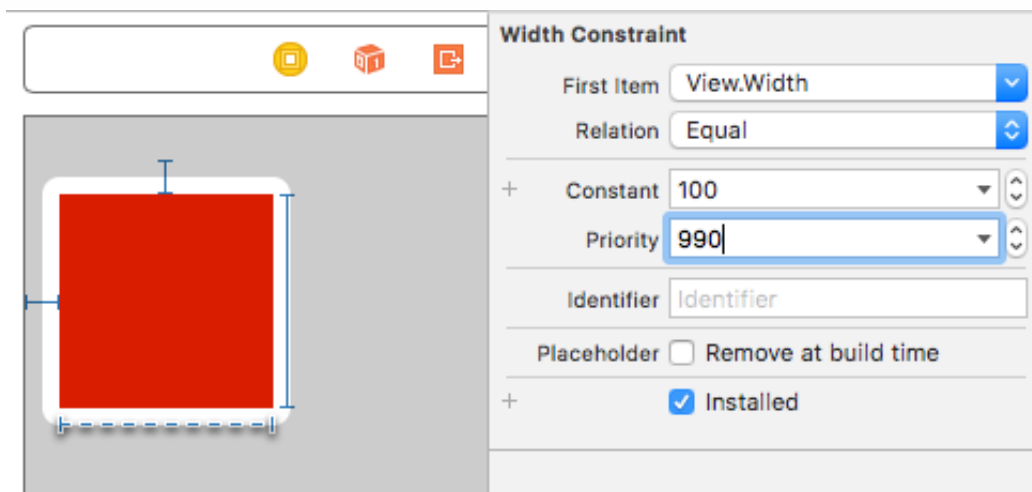 Width Constraint
First Item View.Width
Relation Equal
Constant 100
Priority 990
Identifier Identifier
Placeholder Remove at build time
Installed